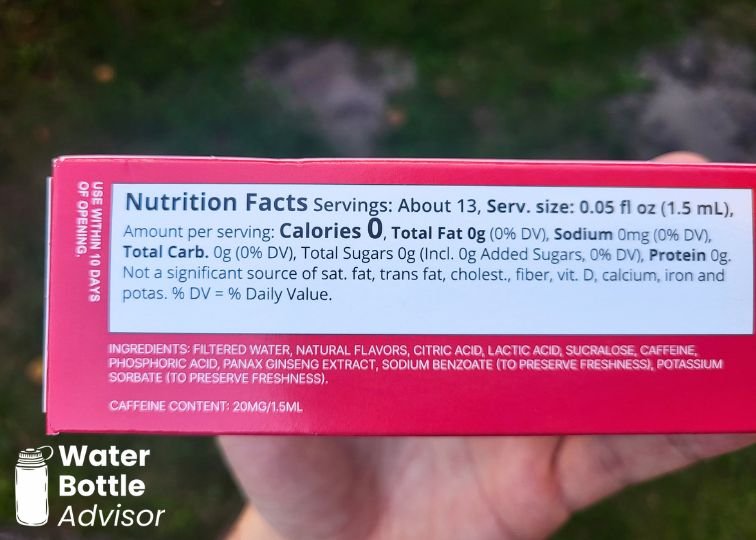 USE WITHIN 10 DAYS
OF OPENING.
Nutrition Facts Servings: About 13, Serv. size: 0.05 fl oz (1.5 mL),
Amount per serving: Calories 0, Total Fat 0g (0% DV), Sodium 0mg (0% DV),
Total Carb. 0g (0% DV), Total Sugars 0g (Incl. 0g Added Sugars, 0% DV), Protein 0g.
Not a significant source of sat. fat, trans fat, cholest., fiber, vit. D, calcium, iron and
potas. % DV = % Daily Value.
INGREDIENTS: FILTERED WATER, NATURAL FLAVORS, CITRIC ACID, LACTIC ACID, SUCRALOSE, CAFFEINE,
PHOSPHORIC ACID, PANAX GINSENG EXTRACT, SODIUM BENZOATE (TO PRESERVE FRESHNESS), POTASSIUM
SORBATE (TO PRESERVE FRESHNESS).
CAFFEINE CONTENT: 20MG/1.5ML
Water
Bottle
Advisor